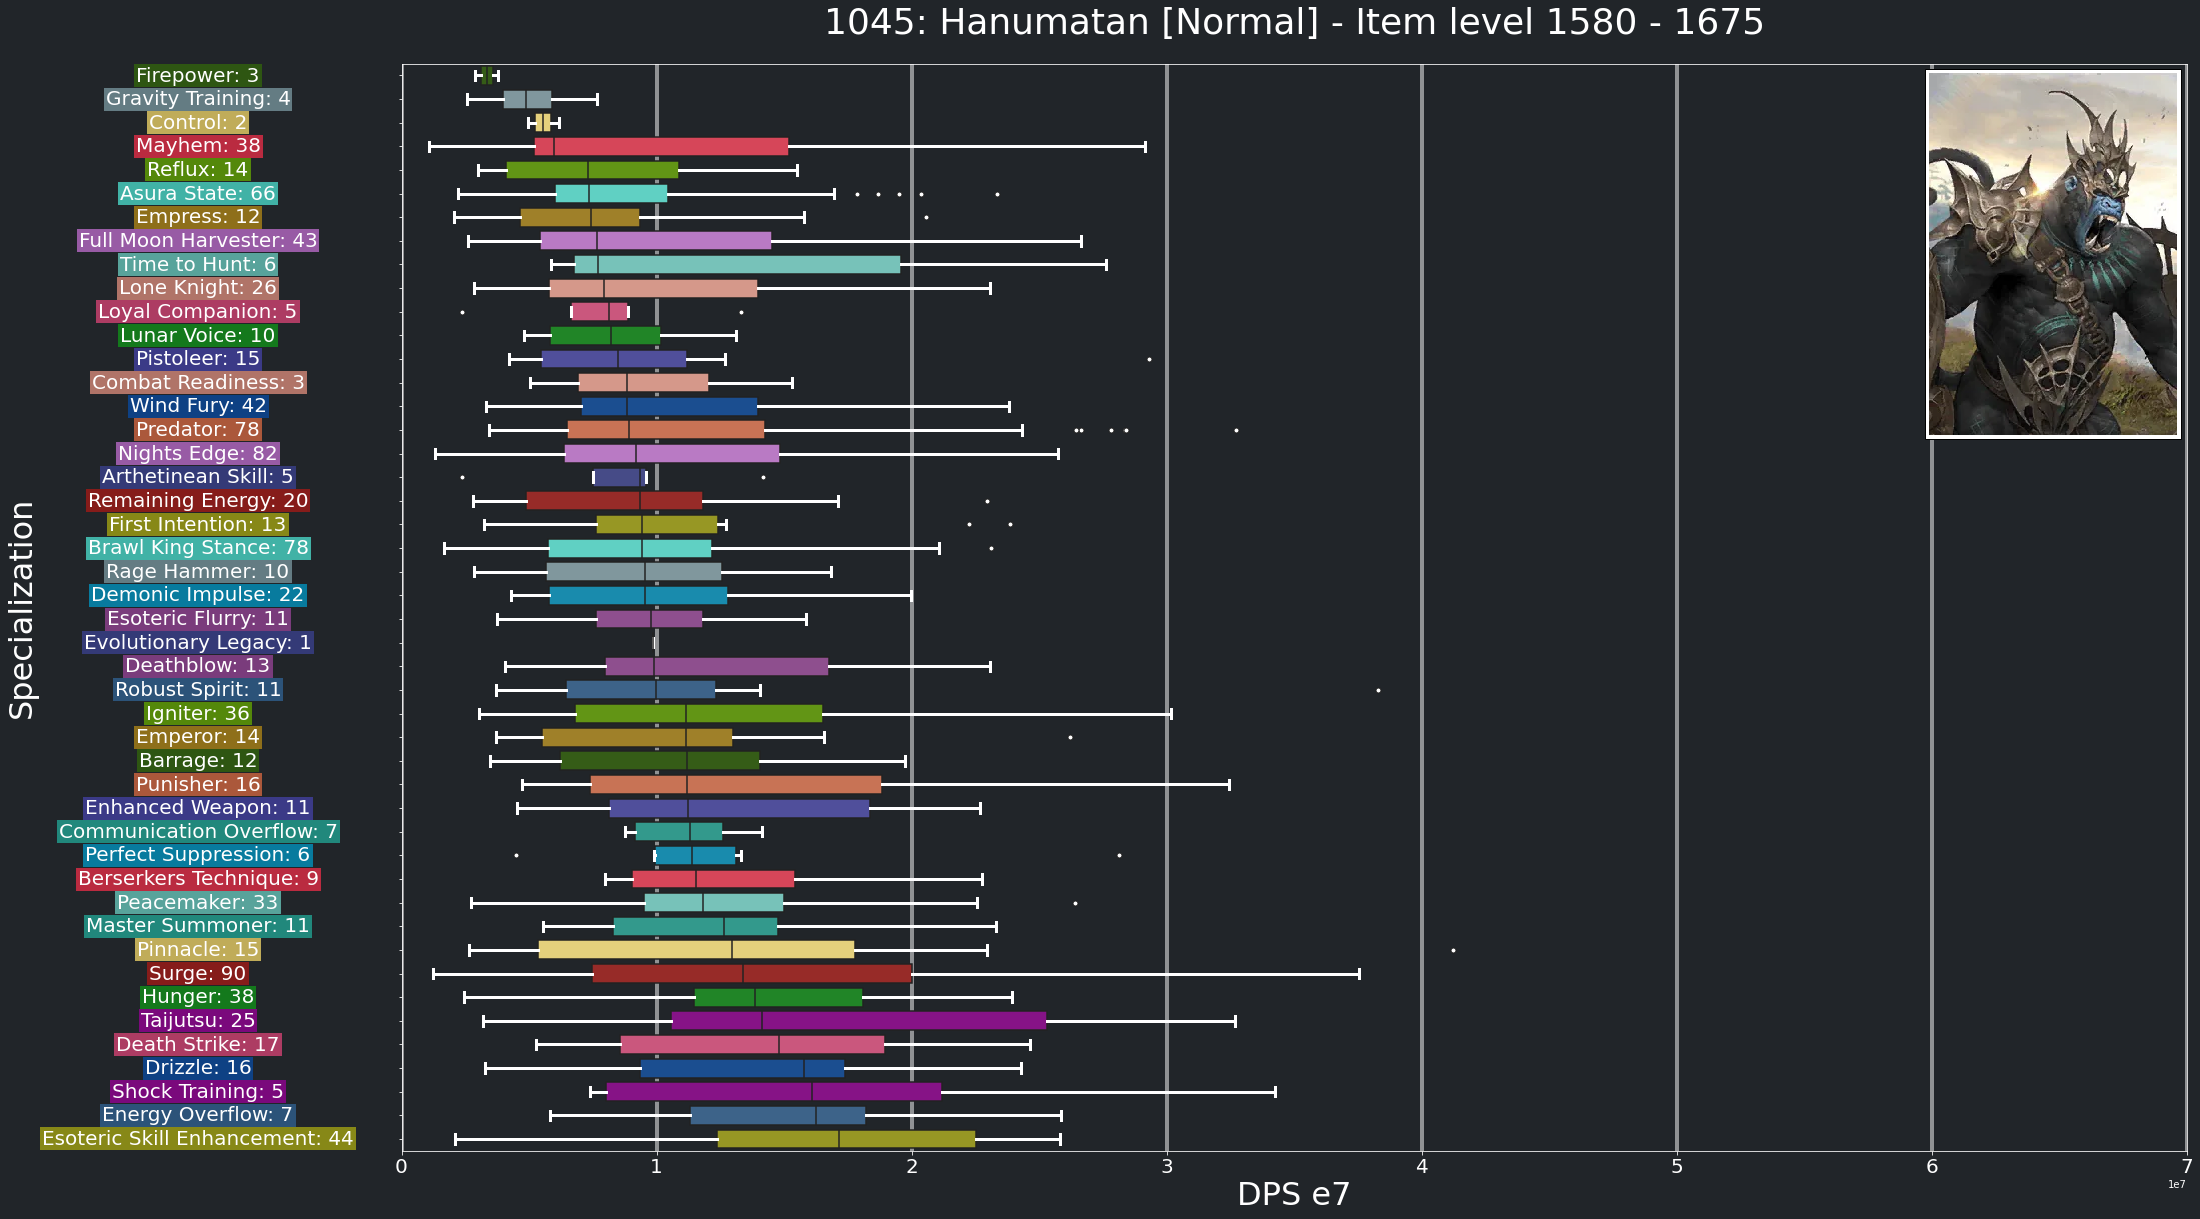 1045: Hanumatan [Normal] - Item level 1580 - 1675
Specialization
Firepower: 3
Gravity Training: 4
Control: 2
Mayhem: 38
Reflux: 14
Asura State: 66
Empress: 12
Full Moon Harvester: 43
Time to Hunt: 6
Lone Knight: 26
Loyal Companion: 5
Lunar Voice: 10
Pistoleer: 15
Combat Readiness: 3
Wind Fury: 42
Predator: 78
Nights Edge: 82
Arthetinean Skill: 5
Remaining Energy: 20
First Intention: 13
Brawl King Stance: 78
Rage Hammer: 10
Demonic Impulse: 22
Esoteric Flurry: 11
Evolutionary Legacy: 1
Deathblow: 13
Robust Spirit: 11
Igniter: 36
Emperor: 14
Barrage: 12
Punisher: 16
Enhanced Weapon: 11
Communication Overflow: 7
Perfect Suppression: 6
Berserkers Technique: 9
Peacemaker: 33
Master Summoner: 11
Pinnacle: 15
Surge: 90
Hunger: 38
Taijutsu: 25
Death Strike: 17
Drizzle: 16
Shock Training: 5
Energy Overflow: 7
Esoteric Skill Enhancement: 44
0 1 2 3 4 5 6 7
1e7
DPS e7